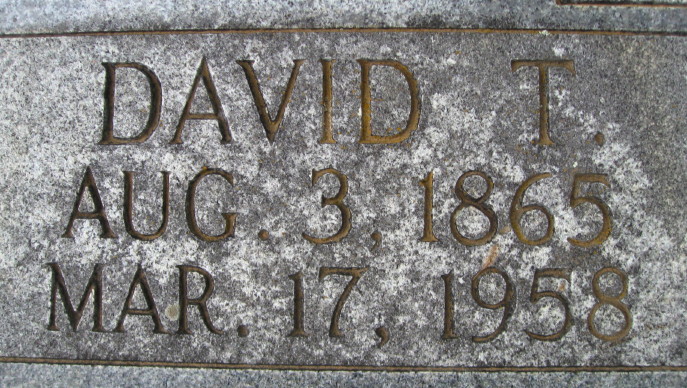 DAVID T.
AUG. 3, 1865
MAR. 17, 1958